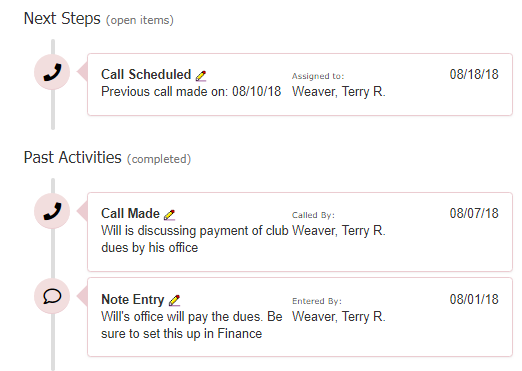 Next Steps (open items)
Call Scheduled Assigned to: 08/18/18
Previous call made on: 08/10/18 Weaver, Terry R.
Past Activities (completed)
Call Made Called By: 08/07/18
Will is discussing payment of club Weaver, Terry R.
dues by his office
Note Entry Entered By: 08/01/18
Will's office will pay the dues. Be Weaver, Terry R.
sure to set this up in Finance